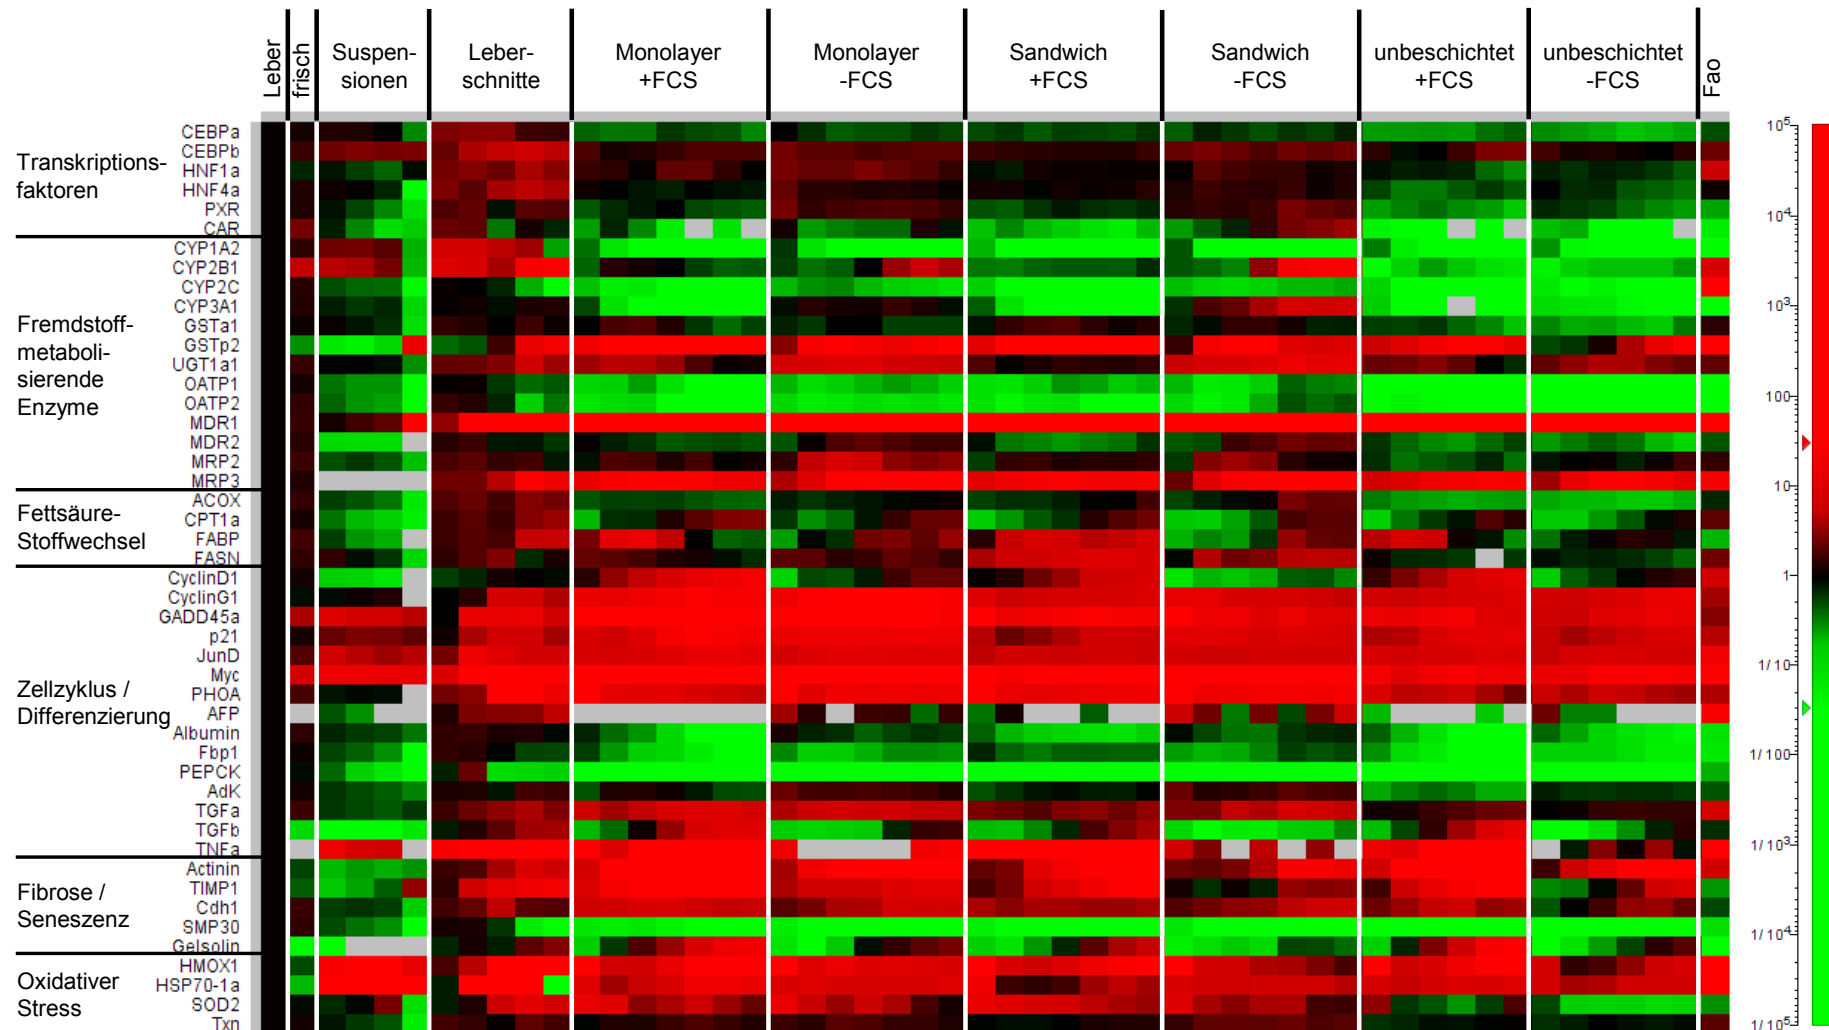 Leber
frisch
Suspen-
sionen
Leber-
schnitte
Monolayer
+FCS
Monolayer
-FCS
Sandwich
+FCS
Sandwich
-FCS
unbeschichtet
+FCS
unbeschichtet
-FCS
Fao
Transkriptions-
faktoren
CEBPa
CEBPb
HNF1a
HNF4a
PXR
CAR
Fremdstoff-
metaboli-
sierende
Enzyme
CYP1A2
CYP2B1
CYP2C
CYP3A1
GSTa1
GSTp2
UGT1a1
OATP1
OATP2
MDR1
MDR2
MRP2
MRP3
Fettsäure-
Stoffwechsel
ACOX
CPT1a
FABP
FASN
Zellzyklus /
Differenzierung
CyclinD1
CyclinG1
GADD45a
p21
JunD
Myc
PHOA
AFP
Albumin
Fbp1
PEPCK
AdK
TGFa
TGFb
TNFa
Fibrose /
Seneszenz
Actinin
TIMP1
Cdh1
SMP30
Gelsolin
Oxidativer
Stress
HMOX1
HSP70-1a
SOD2
Txn
10⁵
10⁴
10³
100
10
1
1/10
1/100
1/10³
1/10⁴
1/10⁵